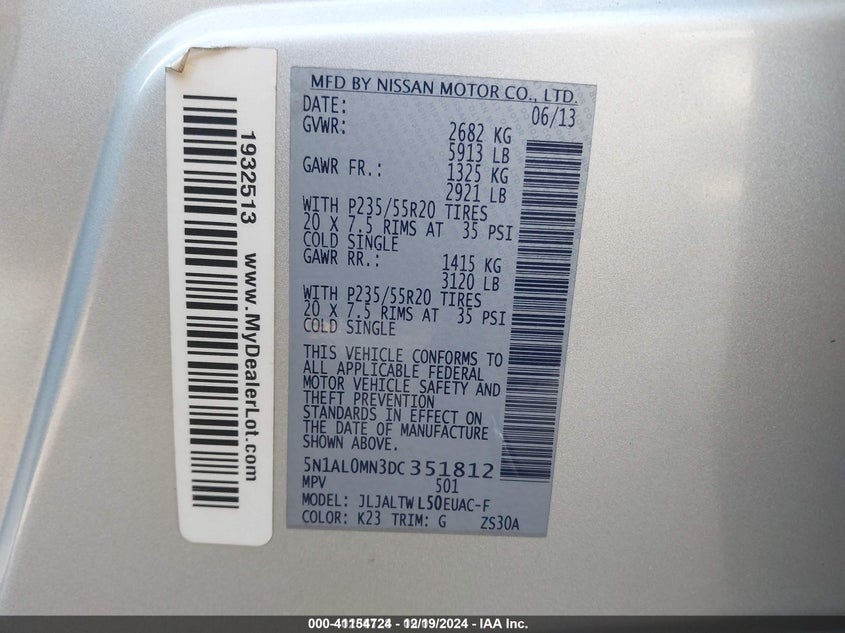 1932513 www.MyDealerLot.com
MFD BY NISSAN MOTOR CO., LTD.
DATE: 06/13
GVWR: 2682 KG
5913 LB
GAWR FR.: 1325 KG
2921 LB
WITH P235/55R20 TIRES
20 X 7.5 RIMS AT 35 PSI
COLD SINGLE
GAWR RR.: 1415 KG
3120 LB
WITH P235/55R20 TIRES
20 X 7.5 RIMS AT 35 PSI
COLD SINGLE
THIS VEHICLE CONFORMS TO
ALL APPLICABLE FEDERAL
MOTOR VEHICLE SAFETY AND
THEFT PREVENTION
STANDARDS IN EFFECT ON
THE DATE OF MANUFACTURE
SHOWN ABOVE.
5N1AL0MN3DC351812
MPV 501
MODEL: JLJALTWL50EUAC-F
COLOR: K23 TRIM: G ZS30A
000-41154724 - 12/19/2024 - IAA Inc.